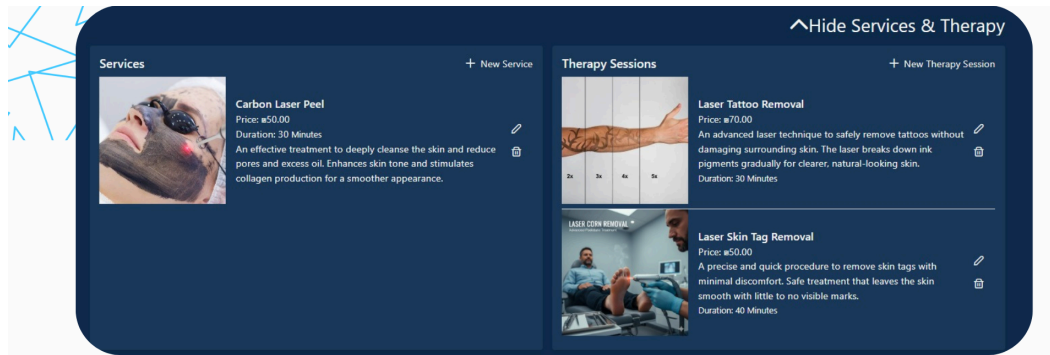 Hide Services & Therapy
Services
+ New Service
Carbon Laser Peel
Price: ₪50.00
Duration: 30 Minutes
An effective treatment to deeply cleanse the skin and reduce
pores and excess oil. Enhances skin tone and stimulates
collagen production for a smoother appearance.
Therapy Sessions
+ New Therapy Session
2x 3x 4x 5x
Laser Tattoo Removal
Price: ₪70.00
An advanced laser technique to safely remove tattoos without
damaging surrounding skin. The laser breaks down ink
pigments gradually for clearer, natural-looking skin.
Duration: 30 Minutes
LASER CORN REMOVAL
Laser Skin Tag Removal
Price: ₪50.00
A precise and quick procedure to remove skin tags with
minimal discomfort. Safe treatment that leaves the skin
smooth with little to no visible marks.
Duration: 40 Minutes